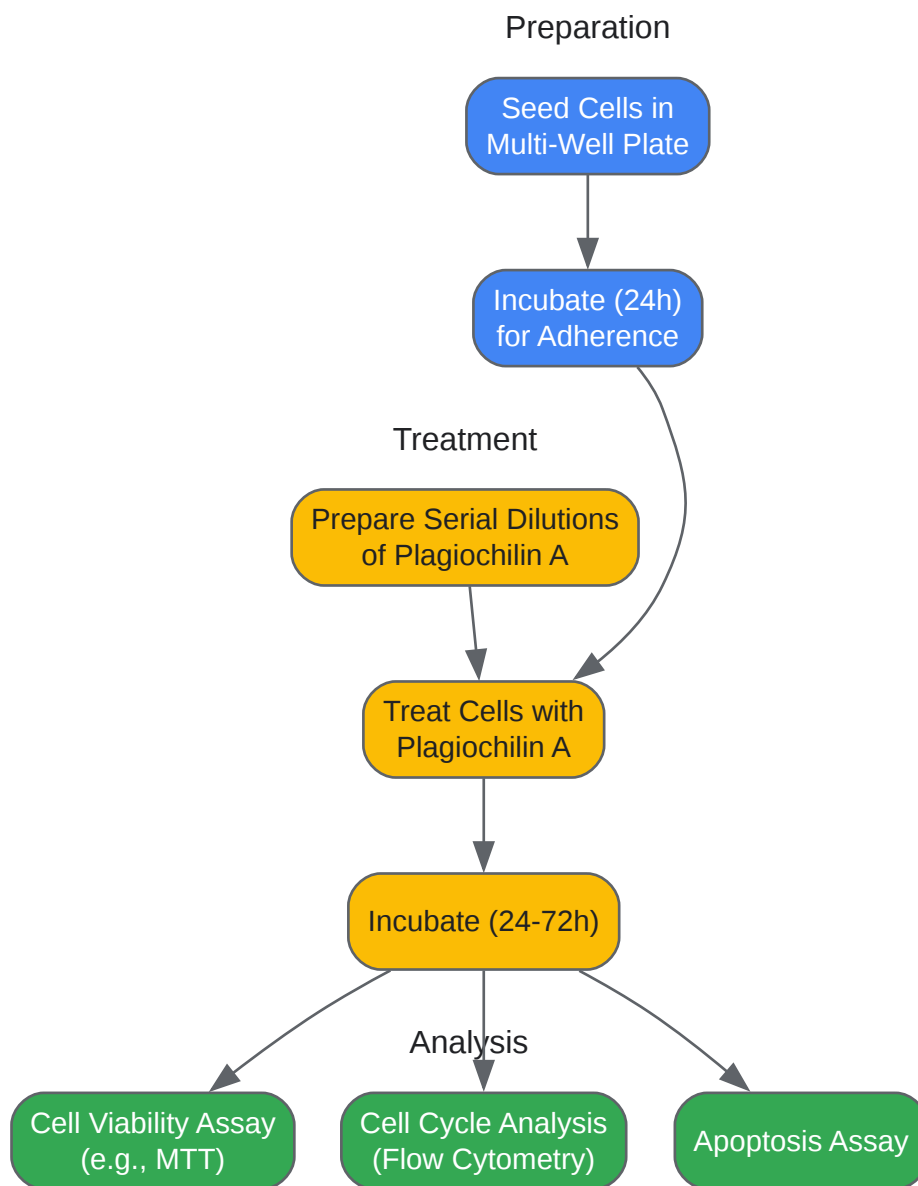 Preparation
Seed Cells in
Multi-Well Plate
Incubate (24h)
for Adherence
Treatment
Prepare Serial Dilutions
of Plagiochilin A
Treat Cells with
Plagiochilin A
Incubate (24-72h)
Analysis
Cell Viability Assay
(e.g., MTT)
Cell Cycle Analysis
(Flow Cytometry)
Apoptosis Assay